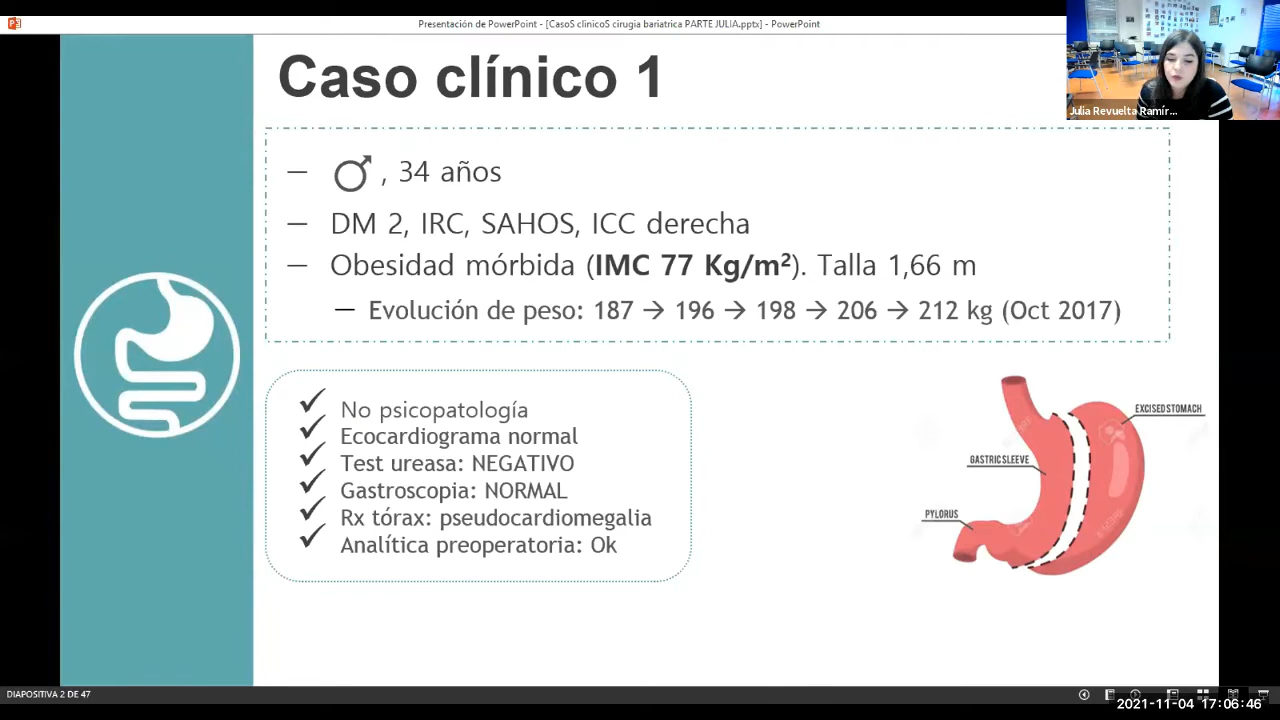 Presentación de PowerPoint - [CasoS clinicoS cirugia bariatrica PARTE JULIA.pptx] - PowerPoint
Caso clínico 1
Julia Revuelta Ramír...
— ♂, 34 años
— DM 2, IRC, SAHOS, ICC derecha
— Obesidad mórbida (IMC 77 Kg/m²). Talla 1,66 m
— Evolución de peso: 187 → 196 → 198 → 206 → 212 kg (Oct 2017)
✓ No psicopatología
✓ Ecocardiograma normal
✓ Test ureasa: NEGATIVO
✓ Gastroscopia: NORMAL
✓ Rx tórax: pseudocardiomegalia
✓ Analítica preoperatoria: Ok
EXCISED STOMACH
GASTRIC SLEEVE
PYLORUS
DIAPOSITIVA 2 DE 47
2021-11-04 17:06:46